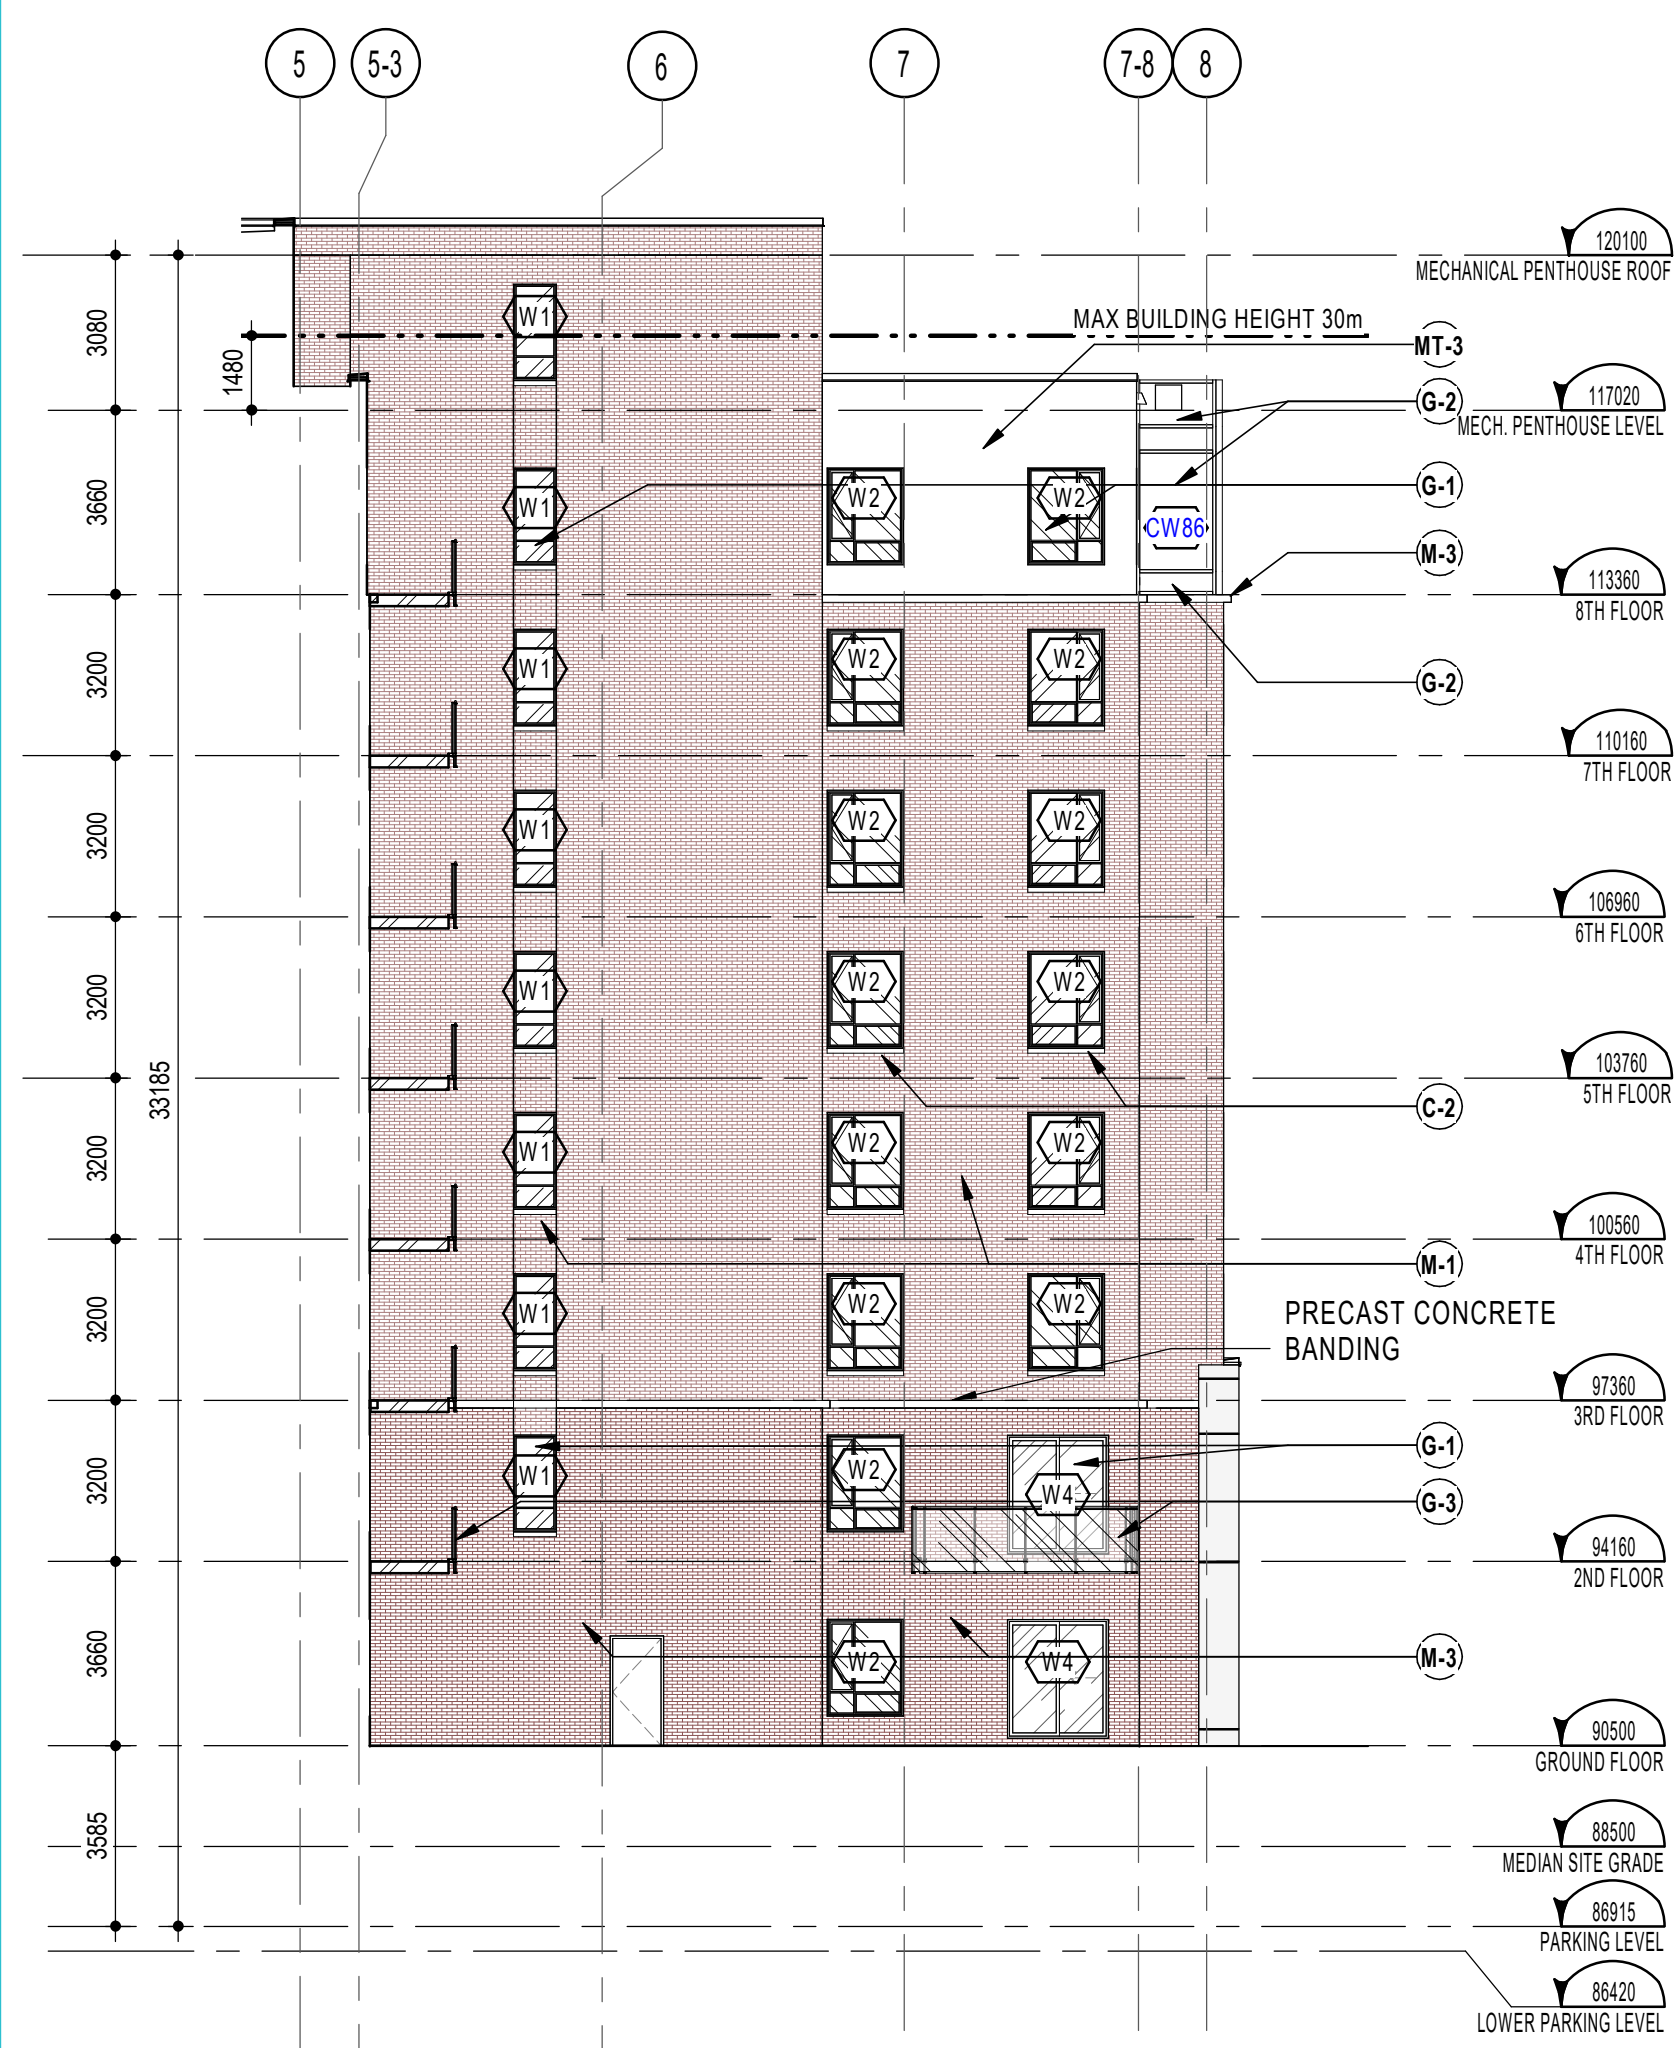 5
5-3
6
7
7-8
8
120100
MECHANICAL PENTHOUSE ROOF
3080
W1
MAX BUILDING HEIGHT 30m
MT-3
1480
G-2
117020
MECH. PENTHOUSE LEVEL
3660
W1
W2
W2
G-1
CW86
M-3
113360
8TH FLOOR
3200
W1
W2
W2
G-2
110160
7TH FLOOR
3200
W1
W2
W2
106960
6TH FLOOR
3200
W1
W2
W2
103760
5TH FLOOR
33185
C-2
3200
W1
W2
W2
100560
4TH FLOOR
M-1
3200
W1
W2
W2
PRECAST CONCRETE
BANDING
97360
3RD FLOOR
3200
W1
W2
W4
G-1
G-3
94160
2ND FLOOR
3660
W2
W4
M-3
90500
GROUND FLOOR
3585
88500
MEDIAN SITE GRADE
86915
PARKING LEVEL
86420
LOWER PARKING LEVEL